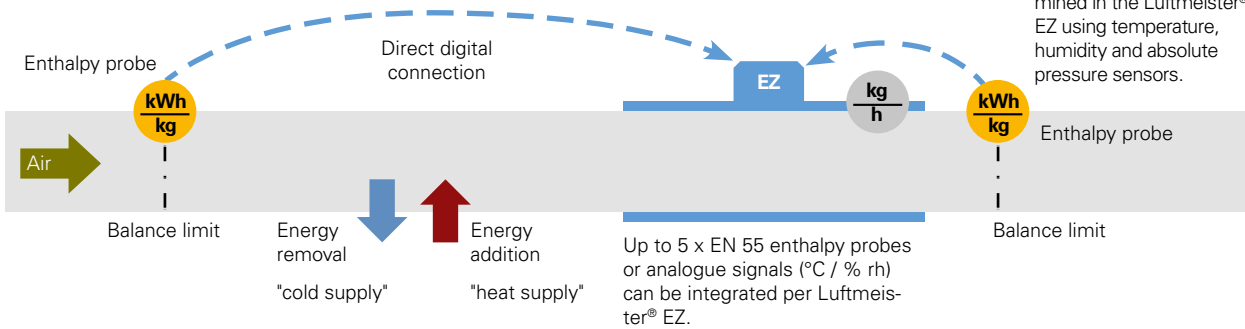 mined in the Luftmeister®
EZ using temperature,
humidity and absolute
pressure sensors.
Direct digital
connection
Enthalpy probe
EZ
kWh
kg
kg
h
kWh
kg
Enthalpy probe
Air
Balance limit
Energy
removal
"cold supply"
Energy
addition
"heat supply"
Up to 5 x EN 55 enthalpy probes
or analogue signals (°C / % rh)
can be integrated per Luftmeis-
ter® EZ.
Balance limit